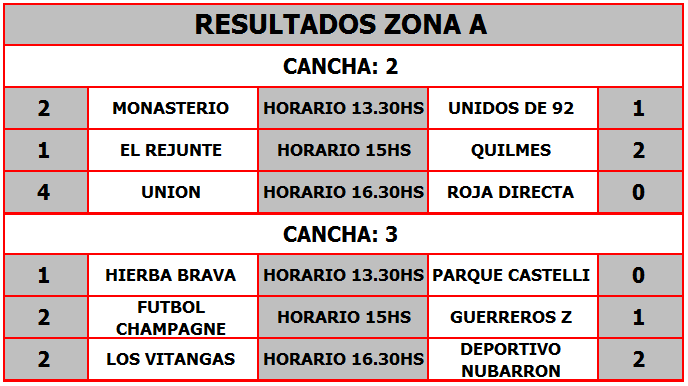 RESULTADOS ZONA A
CANCHA: 2
2 MONASTERIO HORARIO 13.30HS UNIDOS DE 92 1
1 EL REJUNTE HORARIO 15HS QUILMES 2
4 UNION HORARIO 16.30HS ROJA DIRECTA 0
CANCHA: 3
1 HIERBA BRAVA HORARIO 13.30HS PARQUE CASTELLI 0
2 FUTBOL CHAMPAGNE HORARIO 15HS GUERREROS Z 1
2 LOS VITANGAS HORARIO 16.30HS DEPORTIVO NUBARRON 2